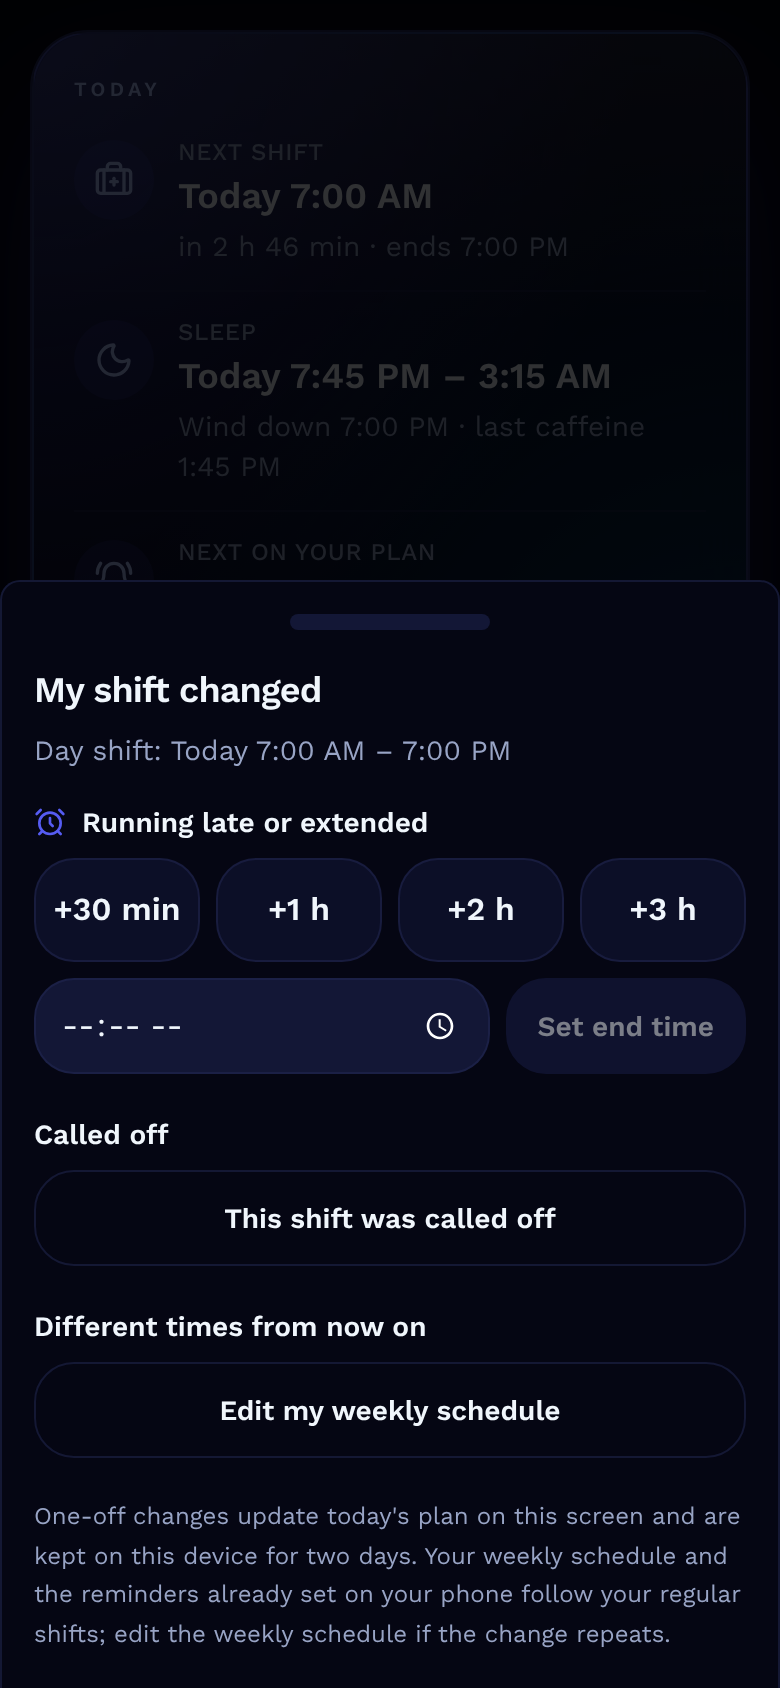 TODAY
NEXT SHIFT
Today 7:00 AM
in 2 h 46 min · ends 7:00 PM
SLEEP
Today 7:45 PM – 3:15 AM
Wind down 7:00 PM · last caffeine
1:45 PM
NEXT ON YOUR PLAN
My shift changed
Day shift: Today 7:00 AM – 7:00 PM
Running late or extended
+30 min +1 h +2 h +3 h
--:-- -- Set end time
Called off
This shift was called off
Different times from now on
Edit my weekly schedule
One-off changes update today's plan on this screen and are
kept on this device for two days. Your weekly schedule and
the reminders already set on your phone follow your regular
shifts; edit the weekly schedule if the change repeats.